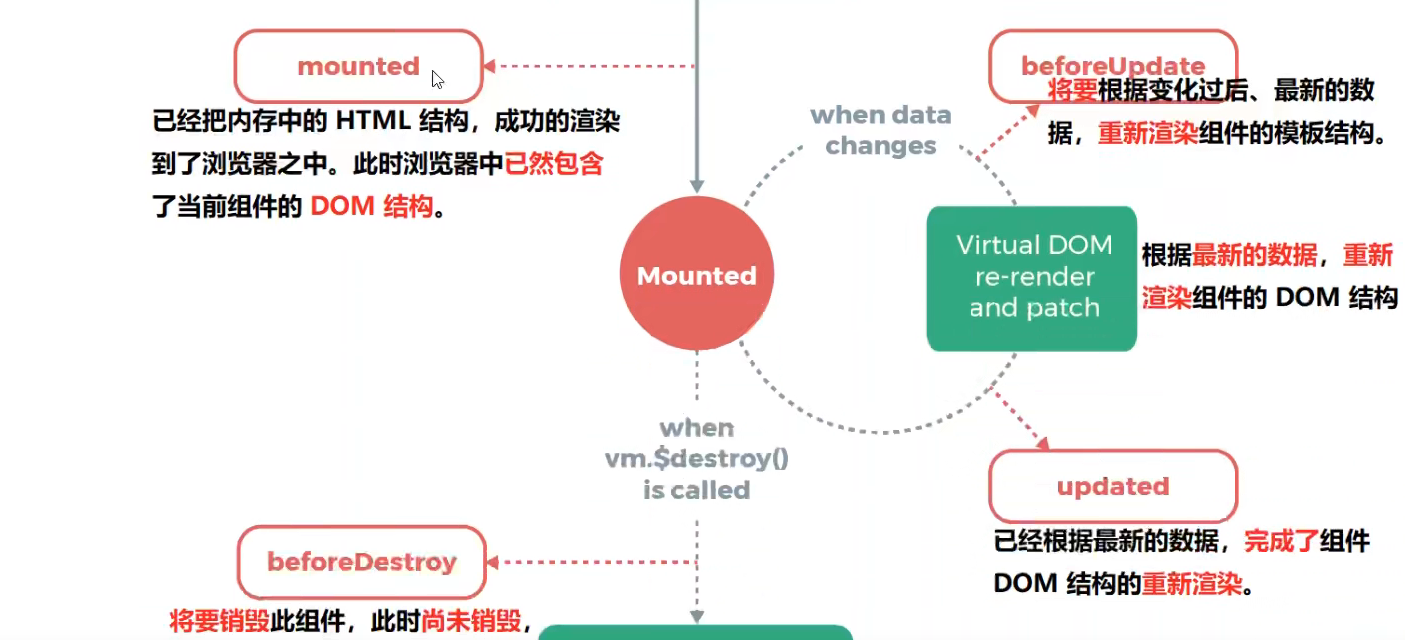 mounted
已经把内存中的 HTML 结构，成功的渲染
到了浏览器之中。此时浏览器中已然包含
了当前组件的 DOM 结构。
beforeUpdate
将要根据变化过后、最新的数
据，重新渲染组件的模板结构。
when data
changes
Mounted
Virtual DOM
re-render
and patch
根据最新的数据，重新
渲染组件的 DOM 结构
when
vm.$destroy()
is called
updated
已经根据最新的数据，完成了组件
DOM 结构的重新渲染。
beforeDestroy
将要销毁此组件，此时尚未销毁，